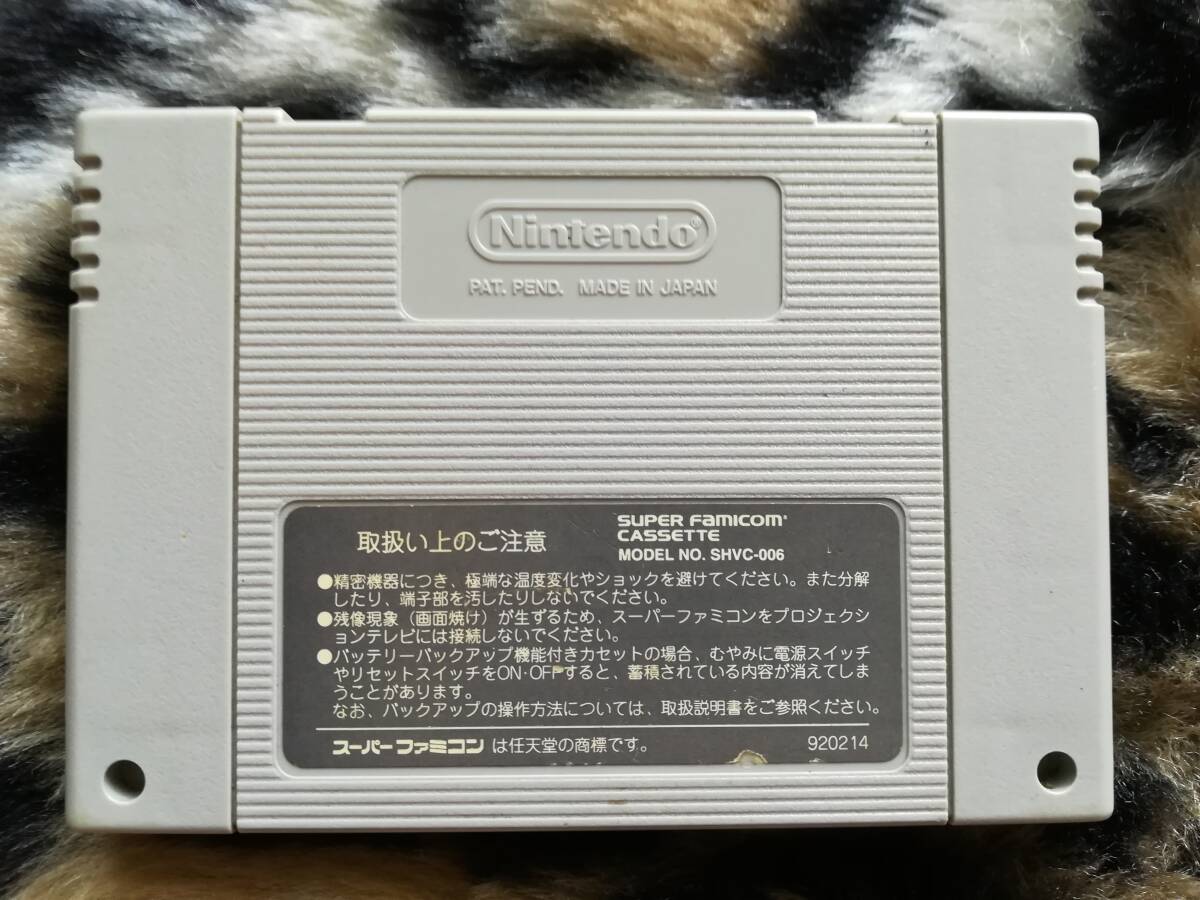 Nintendo®
PAT. PEND. MADE IN JAPAN
取扱い上のご注意
SUPER FAMICOM
CASSETTE
MODEL NO. SHVC-006
●精密機器につき、極端な温度変化やショックを避けてください。また分解
したり、端子部を汚したりしないでください。
●残像現象（画面焼け）が生ずるため、スーパーファミコンをプロジェクシ
ョンテレビには接続しないでください。
●バッテリーバックアップ機能付きカセットの場合、むやみに電源スイッチ
やリセットスイッチをON·OFFすると、蓄積されている内容が消えてしま
うことがあります。
なお、バックアップの操作方法については、取扱説明書をご参照ください。
スーパーファミコン は任天堂の商標です。
920214